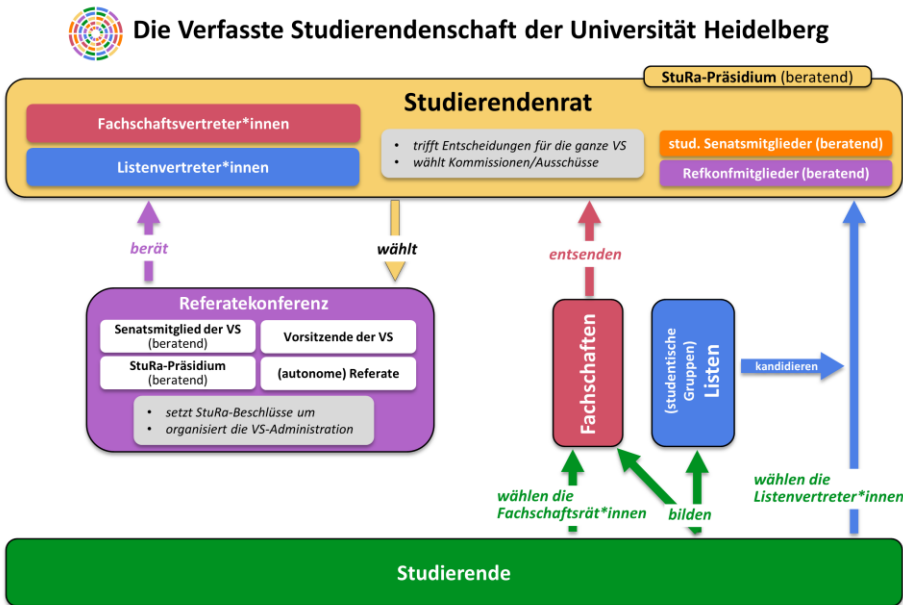 Die Verfasste Studierendenschaft der Universität Heidelberg
StuRa-Präsidium (beratend)
Studierendenrat
Fachschaftsvertreter*innen
Listenvertreter*innen
• trifft Entscheidungen für die ganze VS
• wählt Kommissionen/Ausschüsse
stud. Senatsmitglieder (beratend)
Refkonfmitglieder (beratend)
berät
wählt
entsenden
Referatekonferenz
Senatsmitglied der VS
(beratend)
Vorsitzende der VS
StuRa-Präsidium
(beratend)
(autonome) Referate
• setzt StuRa-Beschlüsse um
• organisiert die VS-Administration
Fachschaften
(studentische
Gruppen)
Listen
kandidieren
wählen die
Fachschaftsrät*innen
bilden
wählen die
Listenvertreter*innen
Studierende